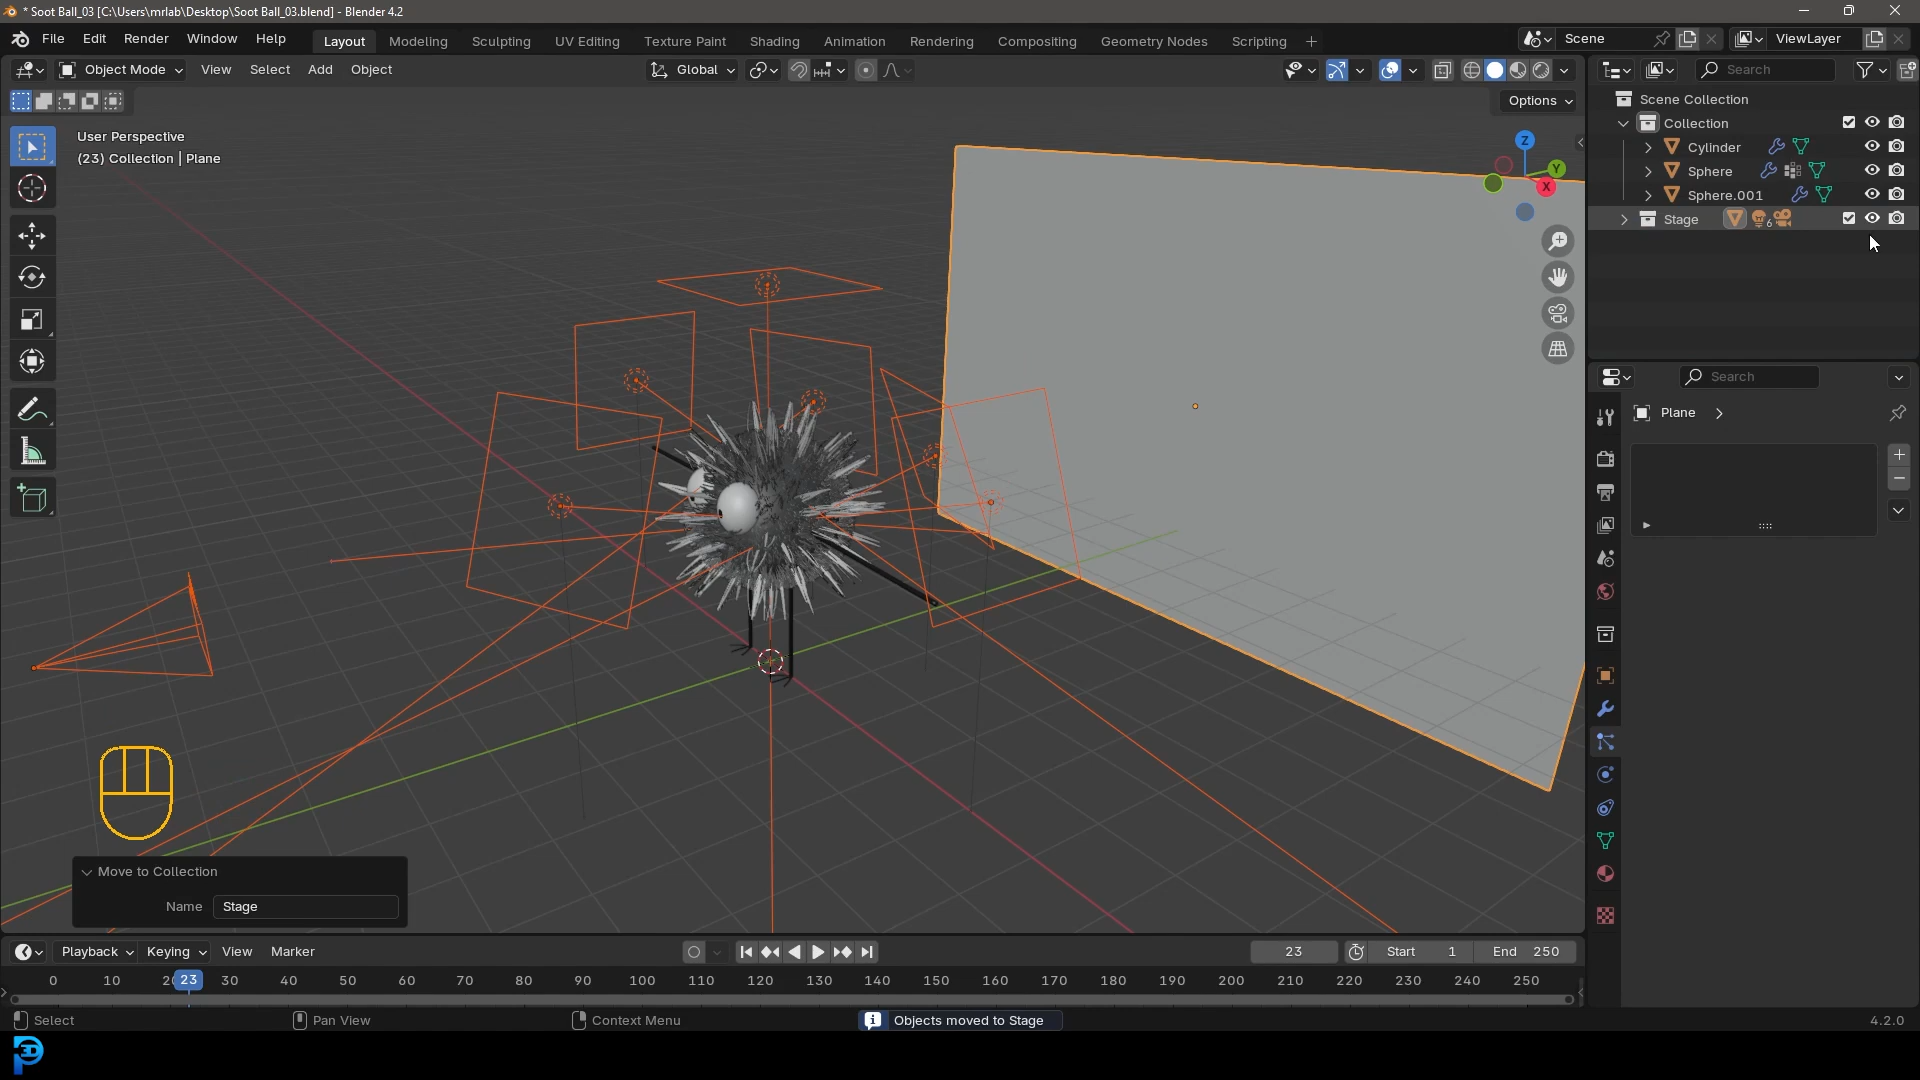 * Soot Ball_03 [C:\Users\mrlab\Desktop\Soot Ball_03.blend] - Blender 4.2
File Edit Render Window Help Layout Modeling Sculpting UV Editing Texture Paint Shading Animation Rendering Compositing Geometry Nodes Scripting + Scene ViewLayer
Object Mode View Select Add Object Global Search
Options
User Perspective
(23) Collection | Plane
Z
Y
X
Scene Collection
Collection
Cylinder
Sphere
Sphere.001
Stage 6
Search
Plane
Move to Collection
Name Stage
Playback Keying View Marker 23 Start 1 End 250
0 10 20 23 30 40 50 60 70 80 90 100 110 120 130 140 150 160 170 180 190 200 210 220 230 240 250
Select Pan View Context Menu Objects moved to Stage 4.2.0
3D